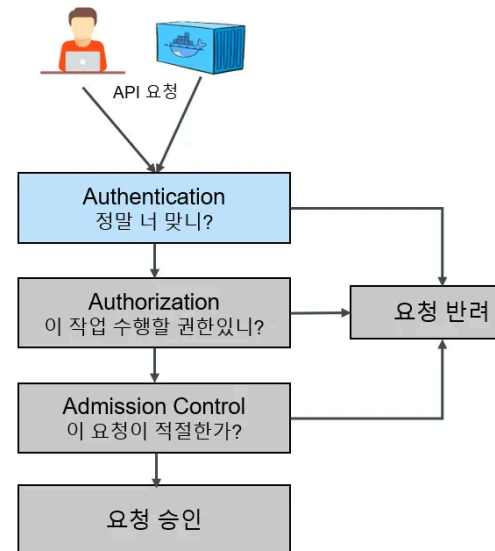 API 요청
Authentication
정말 너 맞니?
Authorization
이 작업 수행할 권한있니?
요청 반려
Admission Control
이 요청이 적절한가?
요청 승인